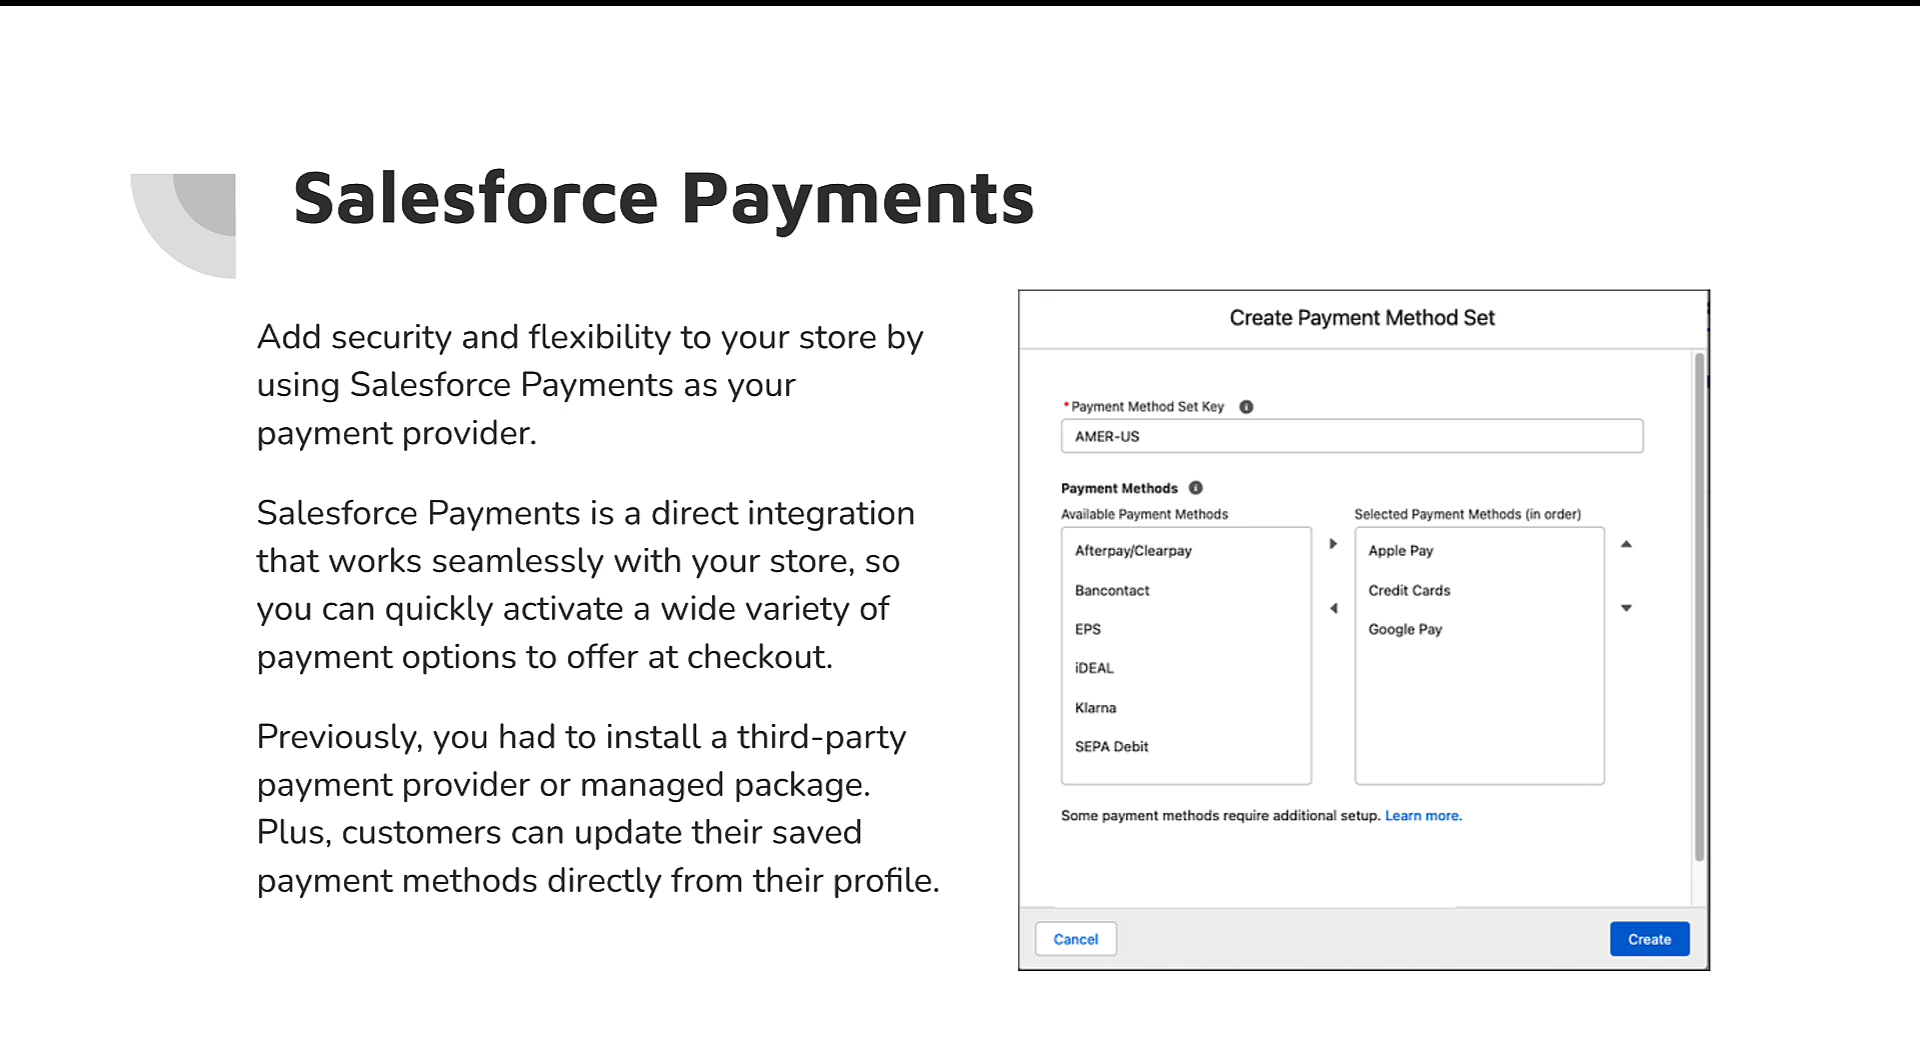 Salesforce Payments
Add security and flexibility to your store by
using Salesforce Payments as your
payment provider.
Salesforce Payments is a direct integration
that works seamlessly with your store, so
you can quickly activate a wide variety of
payment options to offer at checkout.
Previously, you had to install a third-party
payment provider or managed package.
Plus, customers can update their saved
payment methods directly from their profile.
Create Payment Method Set
*Payment Method Set Key
AMER-US
Payment Methods
Available Payment Methods
Afterpay/Clearpay
Bancontact
EPS
iDEAL
Klarna
SEPA Debit
Selected Payment Methods (in order)
Apple Pay
Credit Cards
Google Pay
Some payment methods require additional setup. Learn more.
Cancel
Create